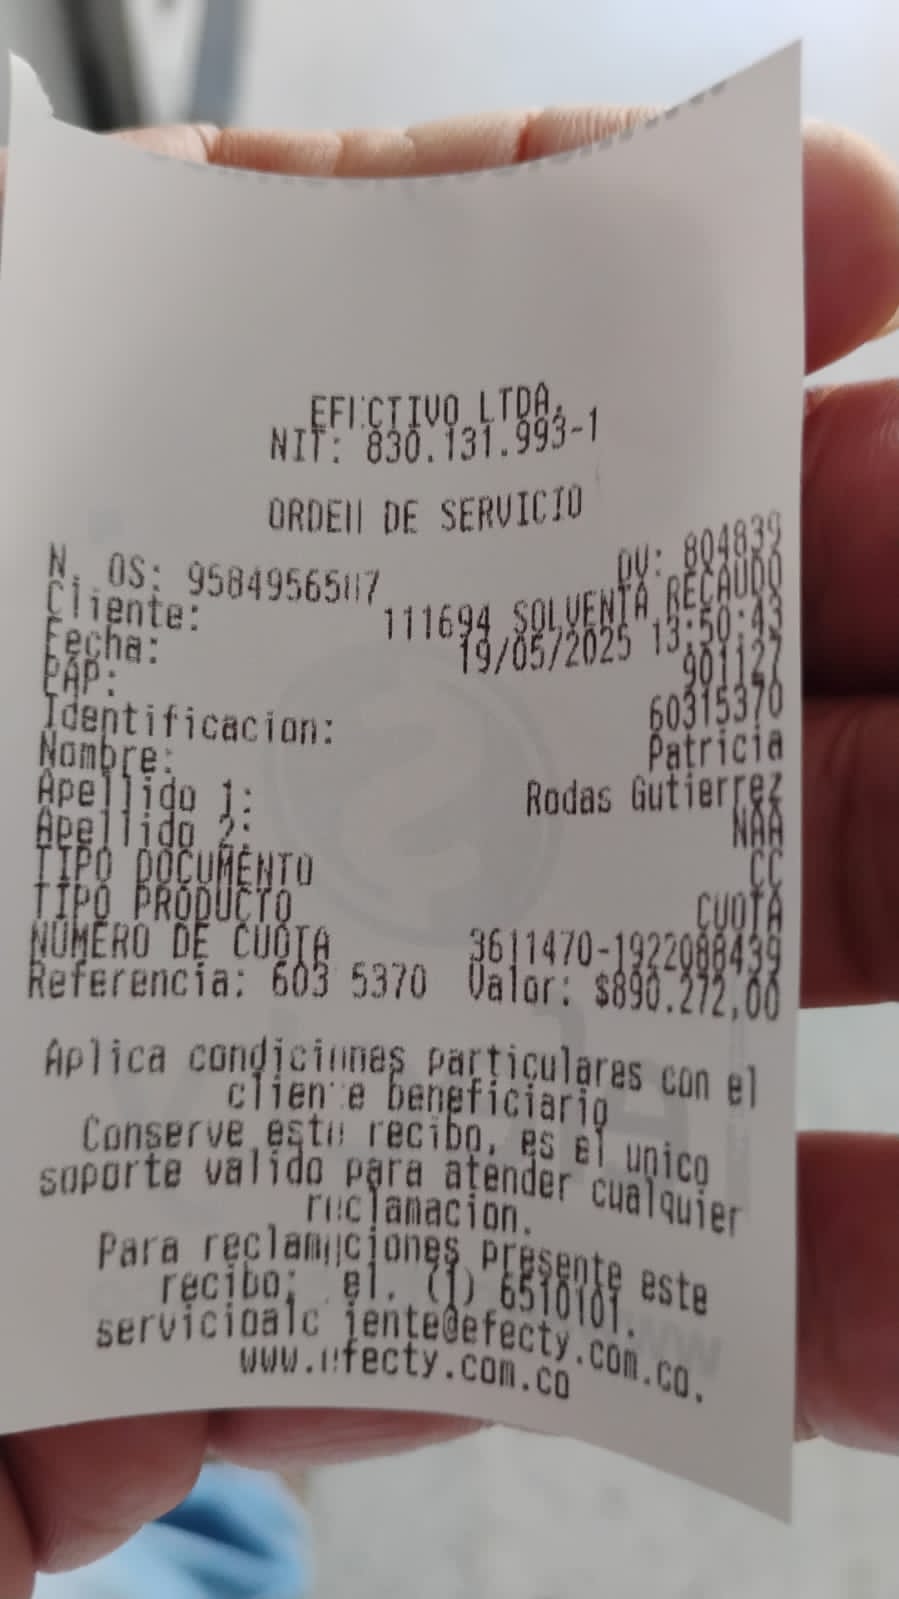 EFECTIVO LTDA.
NIT: 830.131.993-1
ORDEN DE SERVICIO
DV: 804839
N. OS: 9584956507
Cliente: 111694 SOLVENTA RECAUDO
Fecha: 19/05/2025 13:50:43
PAP: 901127
Identificacion: 60315370
Nombre: Patricia
Apellido 1: Rodas Gutierrez
Apellido 2: NAA
TIPO DOCUMENTO CC
TIPO PRODUCTO CUOTA
NUMERO DE CUOTA 3611470-1922088439
Referencia: 603 5370 Valor: $890.272,00
Aplica condiciones particulares con el
cliente beneficiario
Conserve este recibo, es el unico
soporte valido para atender cualquier
reclamacion.
Para reclamaciones presente este
recibo; el. (1) 6510101.
servicioalc iente@efecty.com.co.
www.efecty.com.co